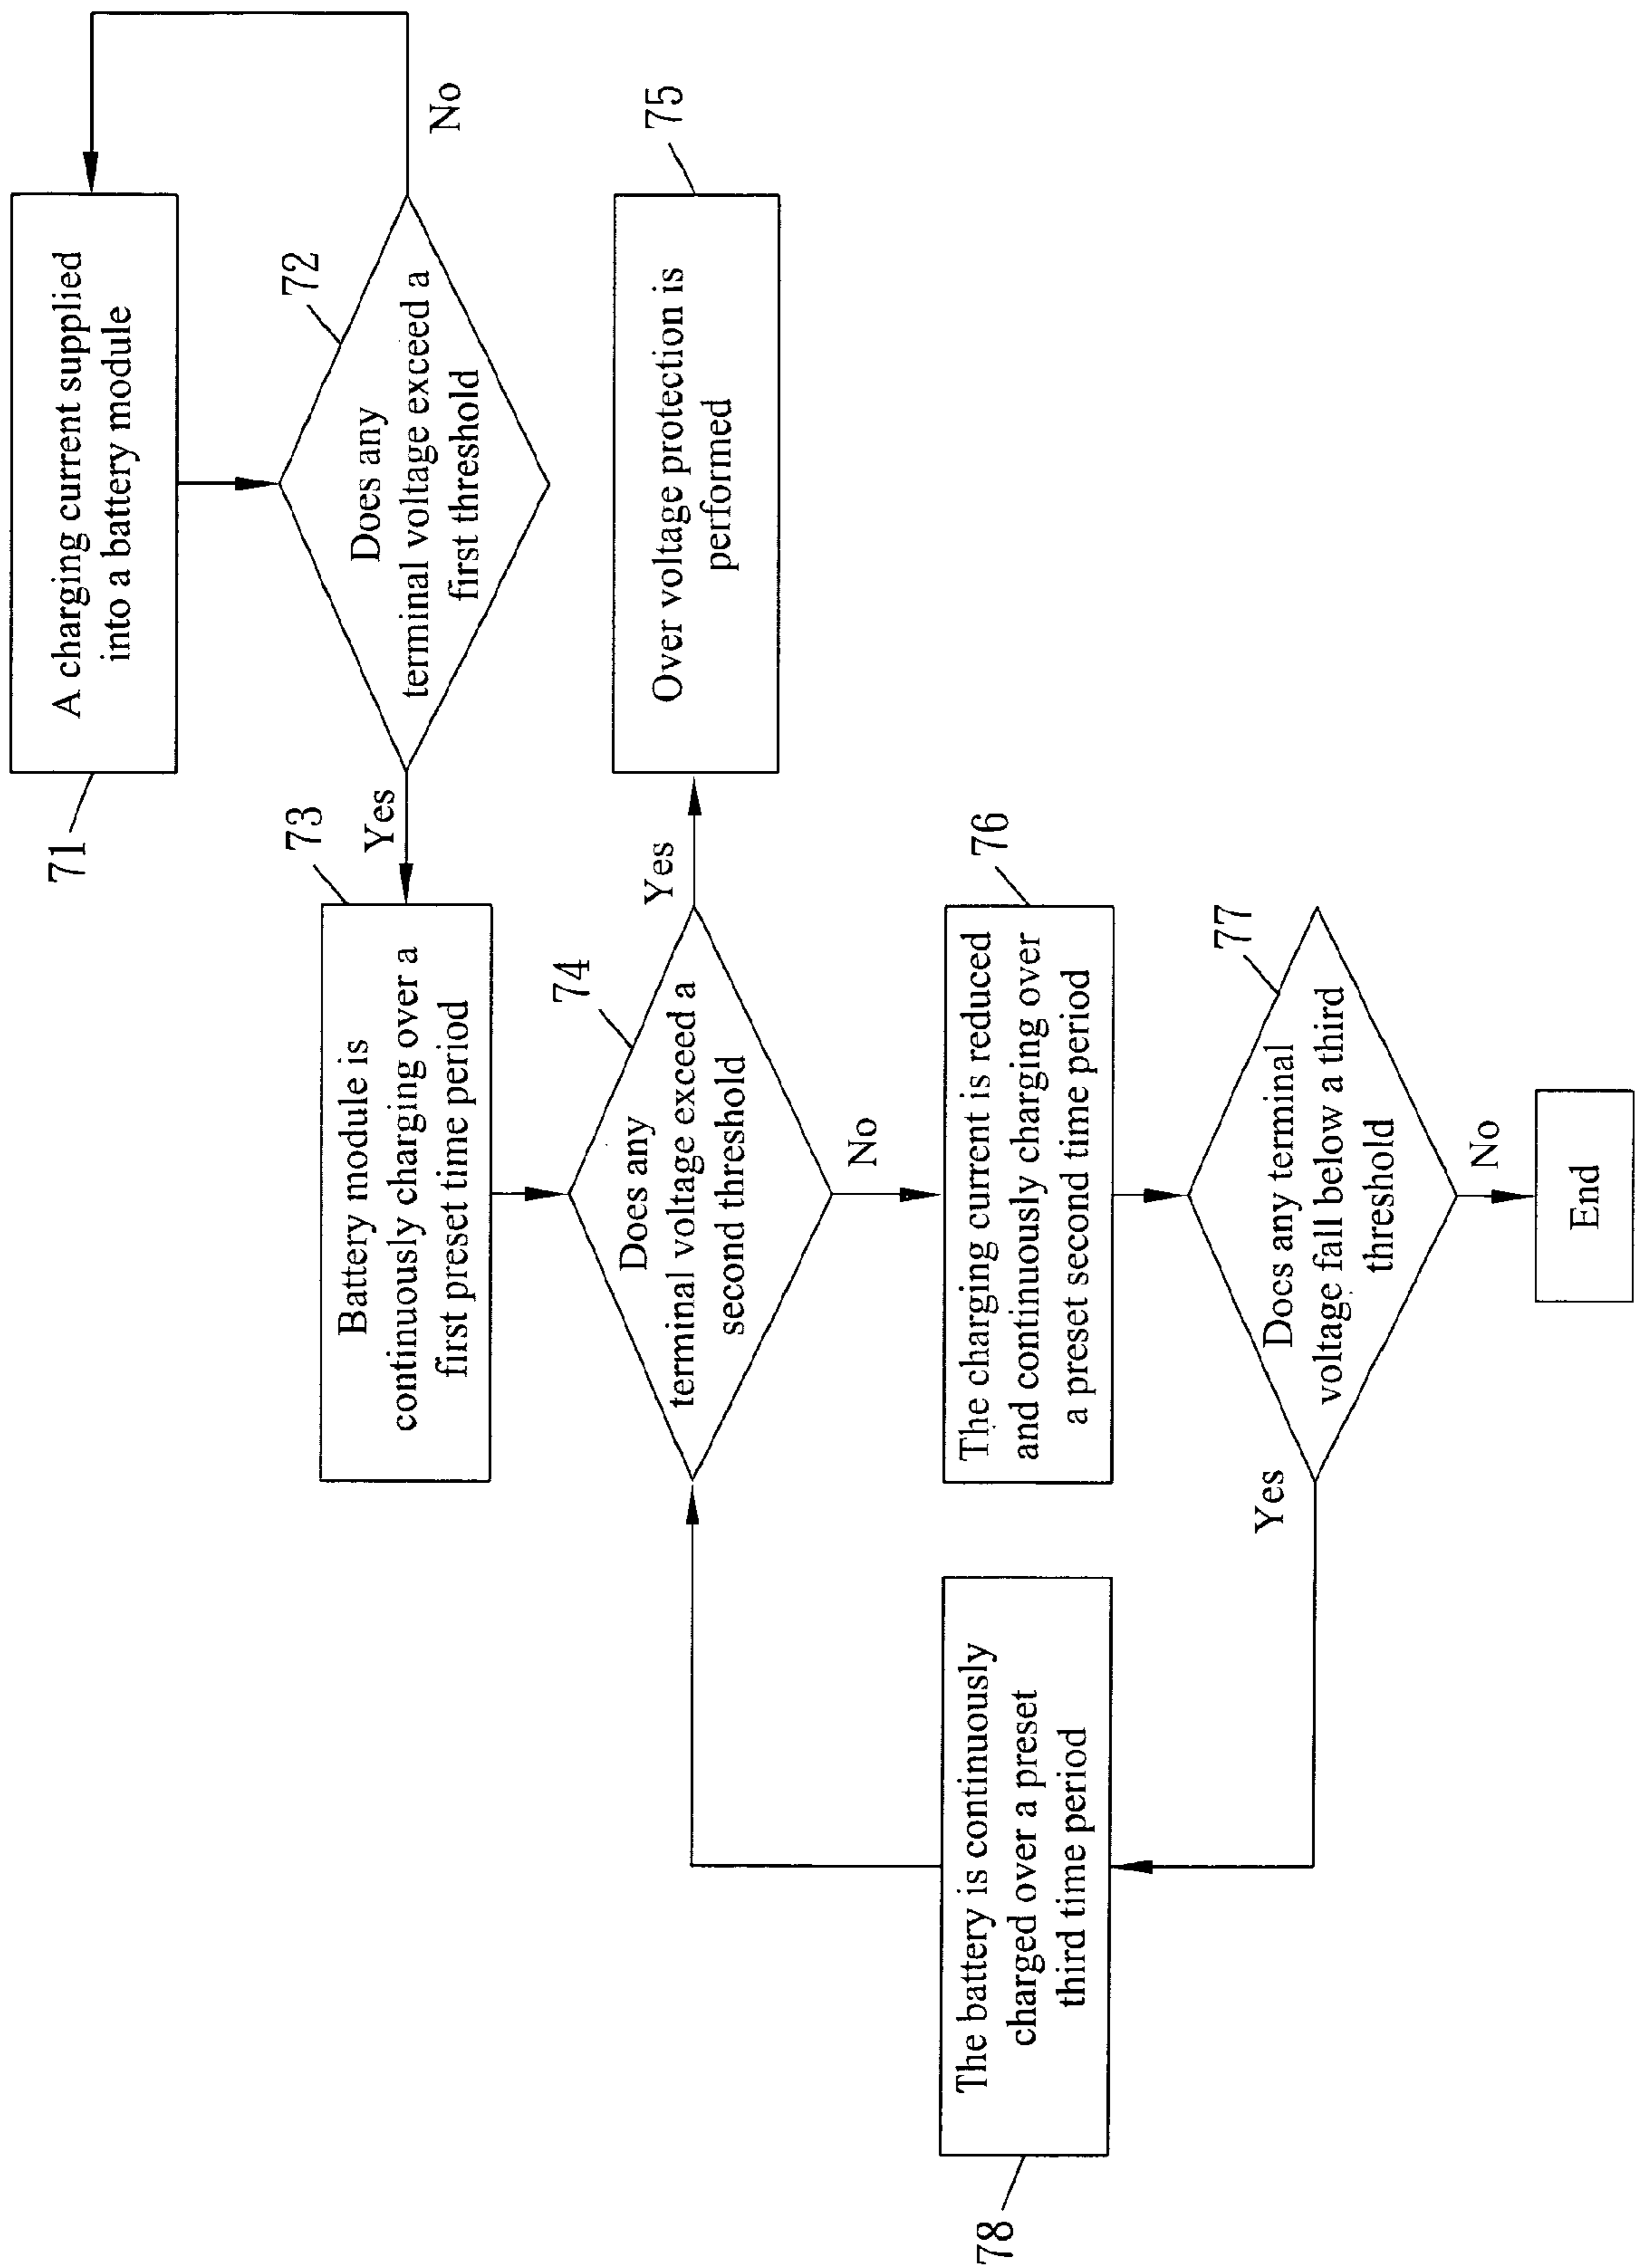 71
A charging current supplied
into a battery module
72
Does any
terminal voltage exceed a
first threshold
No
Yes
73
Battery module is
continuously charging over a
first preset time period
74
Does any
terminal voltage exceed a
second threshold
Yes
75
Over voltage protection is
performed
No
76
The charging current is reduced
and continuously charging over
a preset second time period
77
Does any terminal
voltage fall below a third
threshold
Yes
78
The battery is continuously
charged over a preset
third time period
No
End